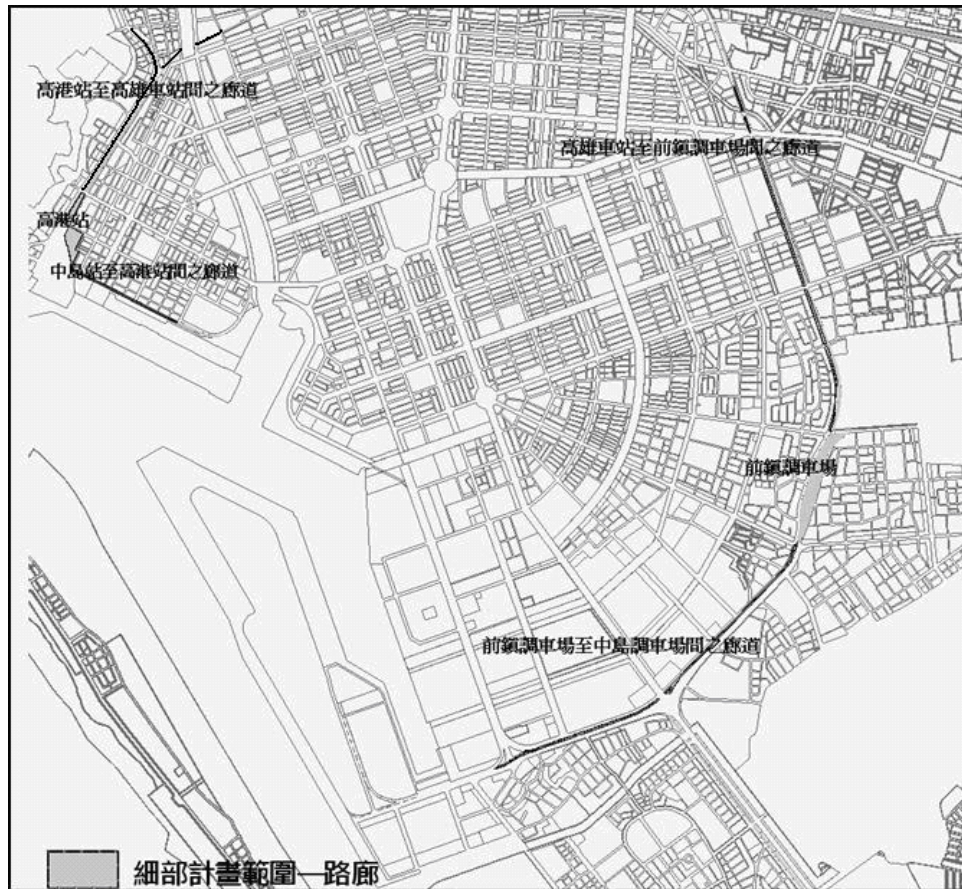 高港站至高雄車站間之廊道
高雄車站至前鎮調車場間之廊道
高港站
中島站至高港站間之廊道
前鎮調車場
前鎮調車場至中島調車場間之廊道
細部計畫範圍—路廊